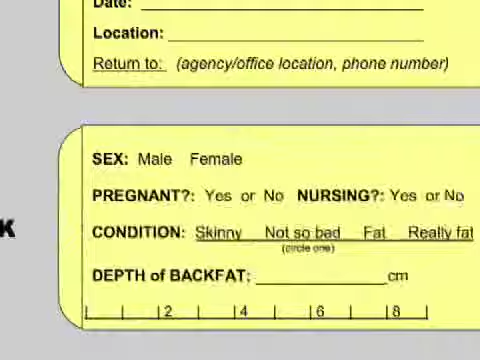 Date:
Location:
Return to: (agency/office location, phone number)
SEX: Male Female
PREGNANT?: Yes or No NURSING?: Yes or No
K
CONDITION: Skinny Not so bad Fat Really fat
(circle one)
DEPTH of BACKFAT: cm
2 4 6 8